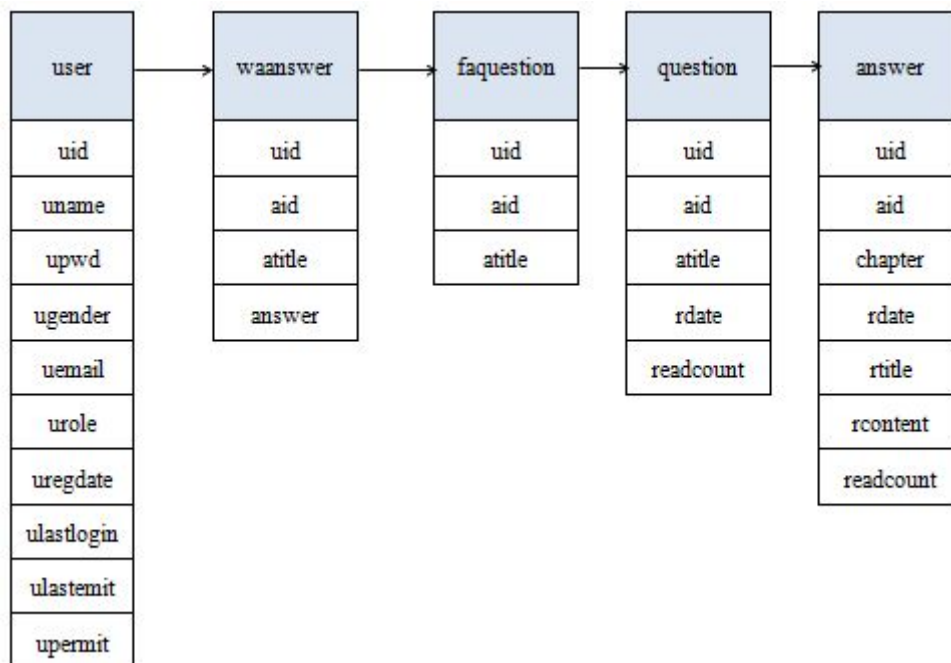 user
uid
uname
upwd
ugender
uemail
urole
uregdate
ulastlogin
ulastemit
upermit
waanswer
uid
aid
atitle
answer
faquestion
uid
aid
atitle
question
uid
aid
atitle
rdate
readcount
answer
uid
aid
chapter
rdate
rtitle
rcontent
readcount